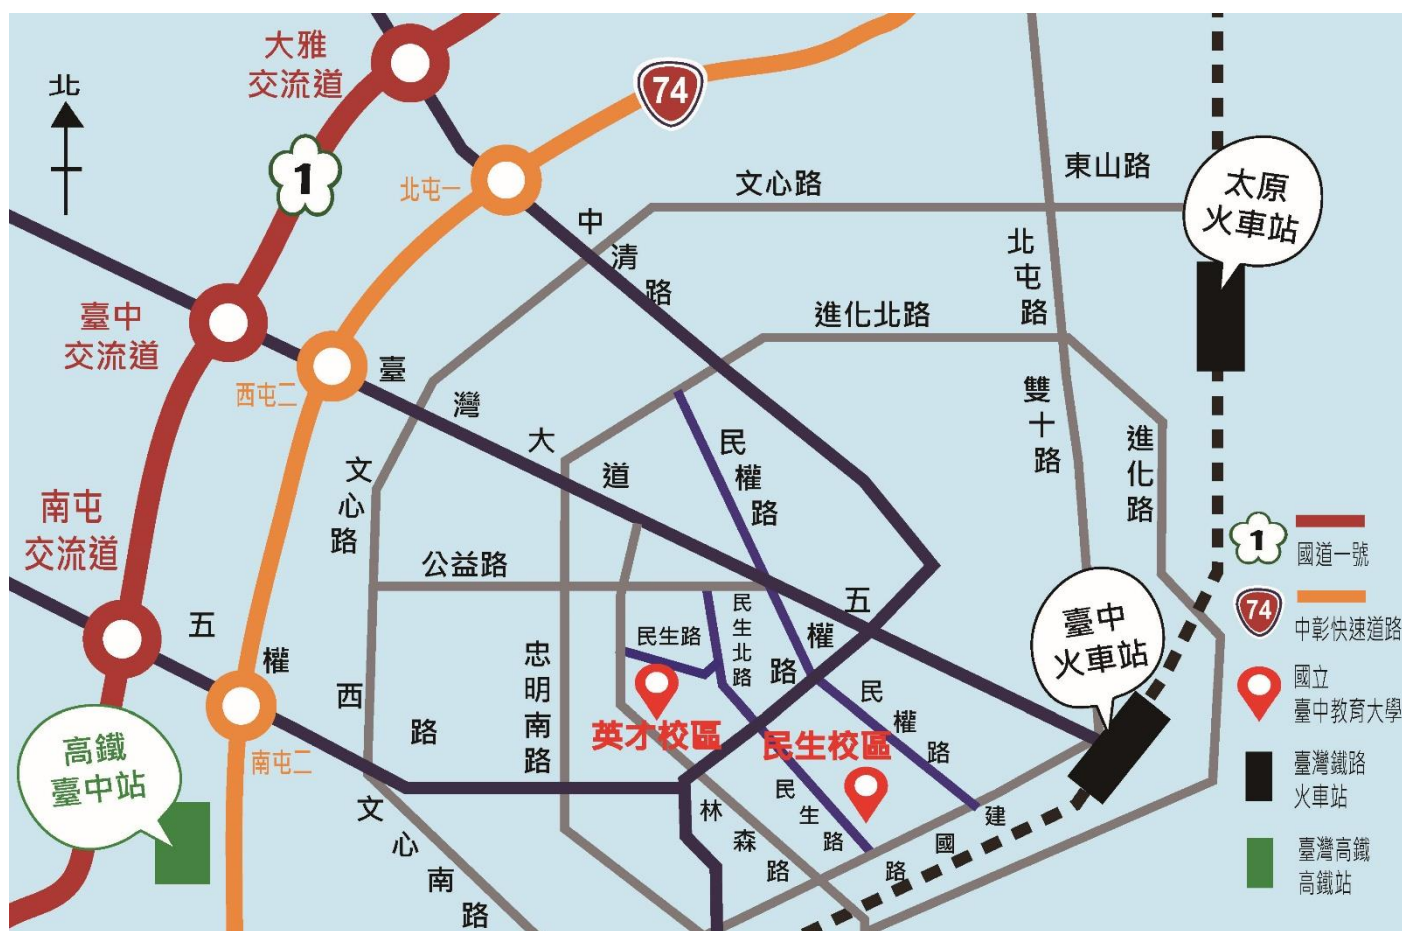 大雅
交流道
74
北
東山路
文心路
太原
火車站
1
北屯一
中清路
北屯路
臺中
交流道
進化北路
西屯二
臺灣大道
雙十路
民權路
進化路
文心路
南屯
交流道
1
國道一號
公益路
74
中彰快速道路
五權西路
五權路
民生北路
民生路
臺中
火車站
忠明南路
國立
臺中教育大學
英才校區
民生校區
民權路
高鐵
臺中站
南屯二
臺灣鐵路
火車站
文心南路
林森路
民生路
建國路
臺灣高鐵
高鐵站